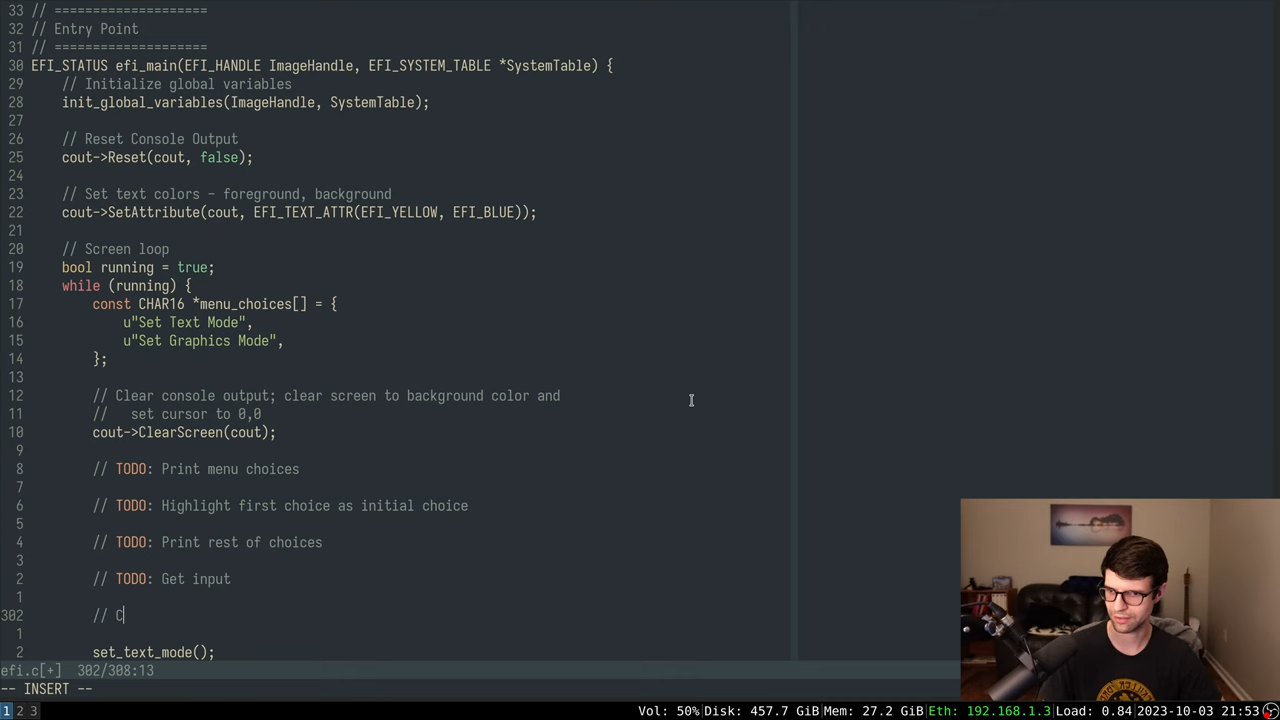 33 // ====================
32 // Entry Point
31 // ====================
30 EFI_STATUS efi_main(EFI_HANDLE ImageHandle, EFI_SYSTEM_TABLE *SystemTable) {
29     // Initialize global variables
28     init_global_variables(ImageHandle, SystemTable);
27
26     // Reset Console Output
25     cout->Reset(cout, false);
24
23     // Set text colors - foreground, background
22     cout->SetAttribute(cout, EFI_TEXT_ATTR(EFI_YELLOW, EFI_BLUE));
21
20     // Screen loop
19     bool running = true;
18     while (running) {
17         const CHAR16 *menu_choices[] = {
16             u"Set Text Mode",
15             u"Set Graphics Mode",
14         };
13
12         // Clear console output; clear screen to background color and
11         //   set cursor to 0,0
10         cout->ClearScreen(cout);
9
8         // TODO: Print menu choices
7
6         // TODO: Highlight first choice as initial choice
5
4         // TODO: Print rest of choices
3
2         // TODO: Get input
1
302         // C
1
2         set_text_mode();
efi.c[+]  302/308:13
-- INSERT --
1 2 3 Vol: 50%|Disk: 457.7 GiB|Mem: 27.2 GiB|Eth: 192.168.1.3|Load: 0.84|2023-10-03 21:53